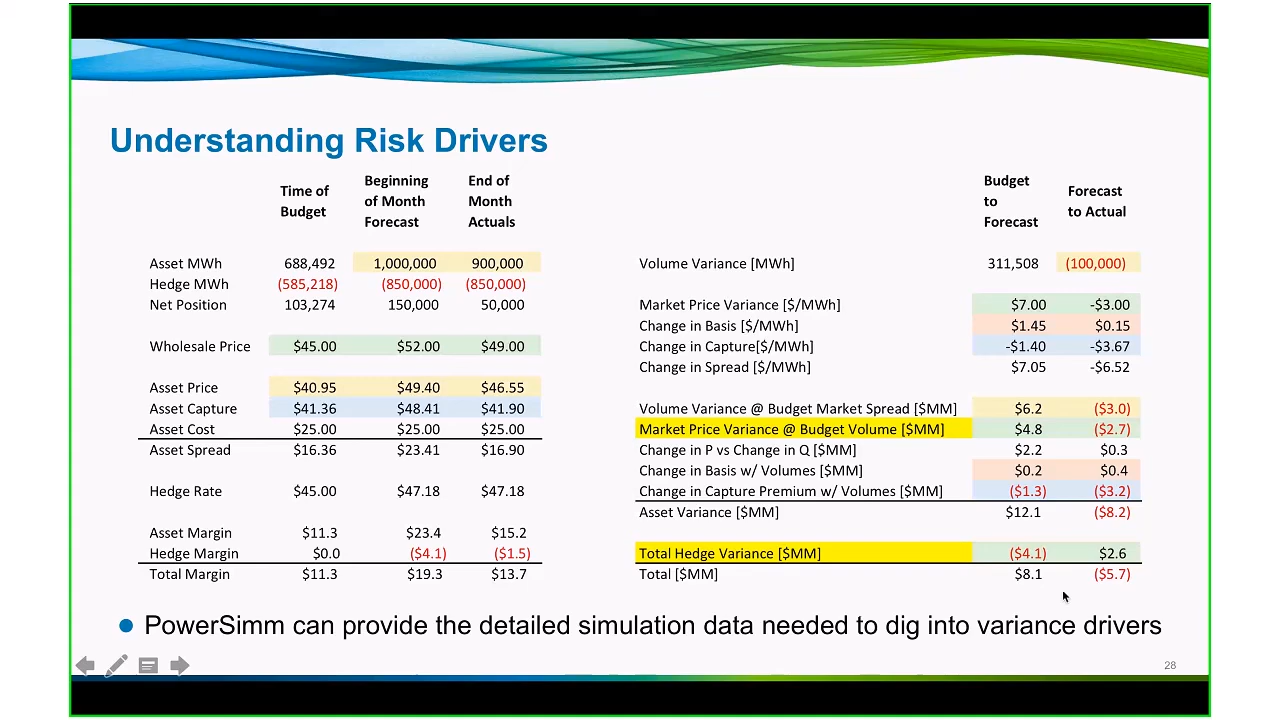 Understanding Risk Drivers
Time of Budget | Beginning of Month Forecast | End of Month Actuals
Asset MWh 688,492 1,000,000 900,000
Hedge MWh (585,218) (850,000) (850,000)
Net Position 103,274 150,000 50,000
Wholesale Price $45.00 $52.00 $49.00
Asset Price $40.95 $49.40 $46.55
Asset Capture $41.36 $48.41 $41.90
Asset Cost $25.00 $25.00 $25.00
Asset Spread $16.36 $23.41 $16.90
Hedge Rate $45.00 $47.18 $47.18
Asset Margin $11.3 $23.4 $15.2
Hedge Margin $0.0 ($4.1) ($1.5)
Total Margin $11.3 $19.3 $13.7
Budget to Forecast | Forecast to Actual
Volume Variance [MWh] 311,508 (100,000)
Market Price Variance [$/MWh] $7.00 -$3.00
Change in Basis [$/MWh] $1.45 $0.15
Change in Capture[$/MWh] -$1.40 -$3.67
Change in Spread [$/MWh] $7.05 -$6.52
Volume Variance @ Budget Market Spread [$MM] $6.2 ($3.0)
Market Price Variance @ Budget Volume [$MM] $4.8 ($2.7)
Change in P vs Change in Q [$MM] $2.2 $0.3
Change in Basis w/ Volumes [$MM] $0.2 $0.4
Change in Capture Premium w/ Volumes [$MM] ($1.3) ($3.2)
Asset Variance [$MM] $12.1 ($8.2)
Total Hedge Variance [$MM] ($4.1) $2.6
Total [$MM] $8.1 ($5.7)
● PowerSimm can provide the detailed simulation data needed to dig into variance drivers
28